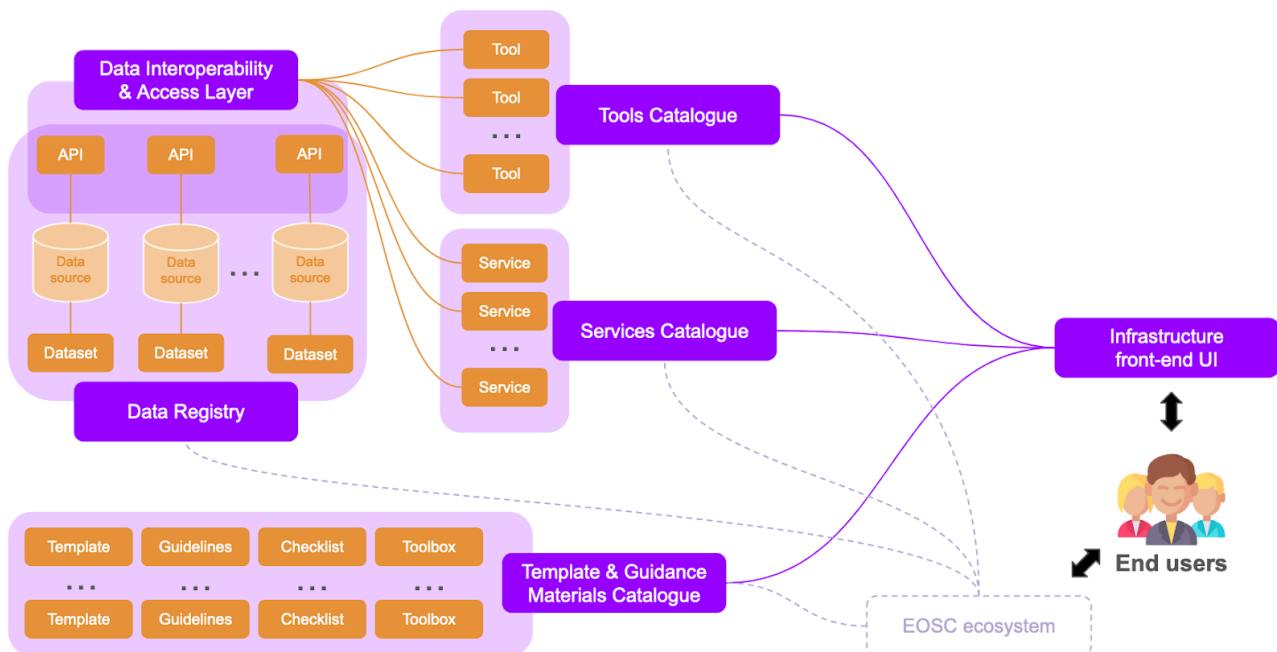 Data Interoperability
& Access Layer
API
API
API
Data
source
Data
source
...
Data
source
Dataset
Dataset
Dataset
Data Registry
Tool
Tool
...
Tool
Tools Catalogue
Service
Service
...
Service
Services Catalogue
Infrastructure
front-end UI
End users
Template
Guidelines
Checklist
Toolbox
...
...
...
...
Template
Guidelines
Checklist
Toolbox
Template & Guidance
Materials Catalogue
EOSC ecosystem